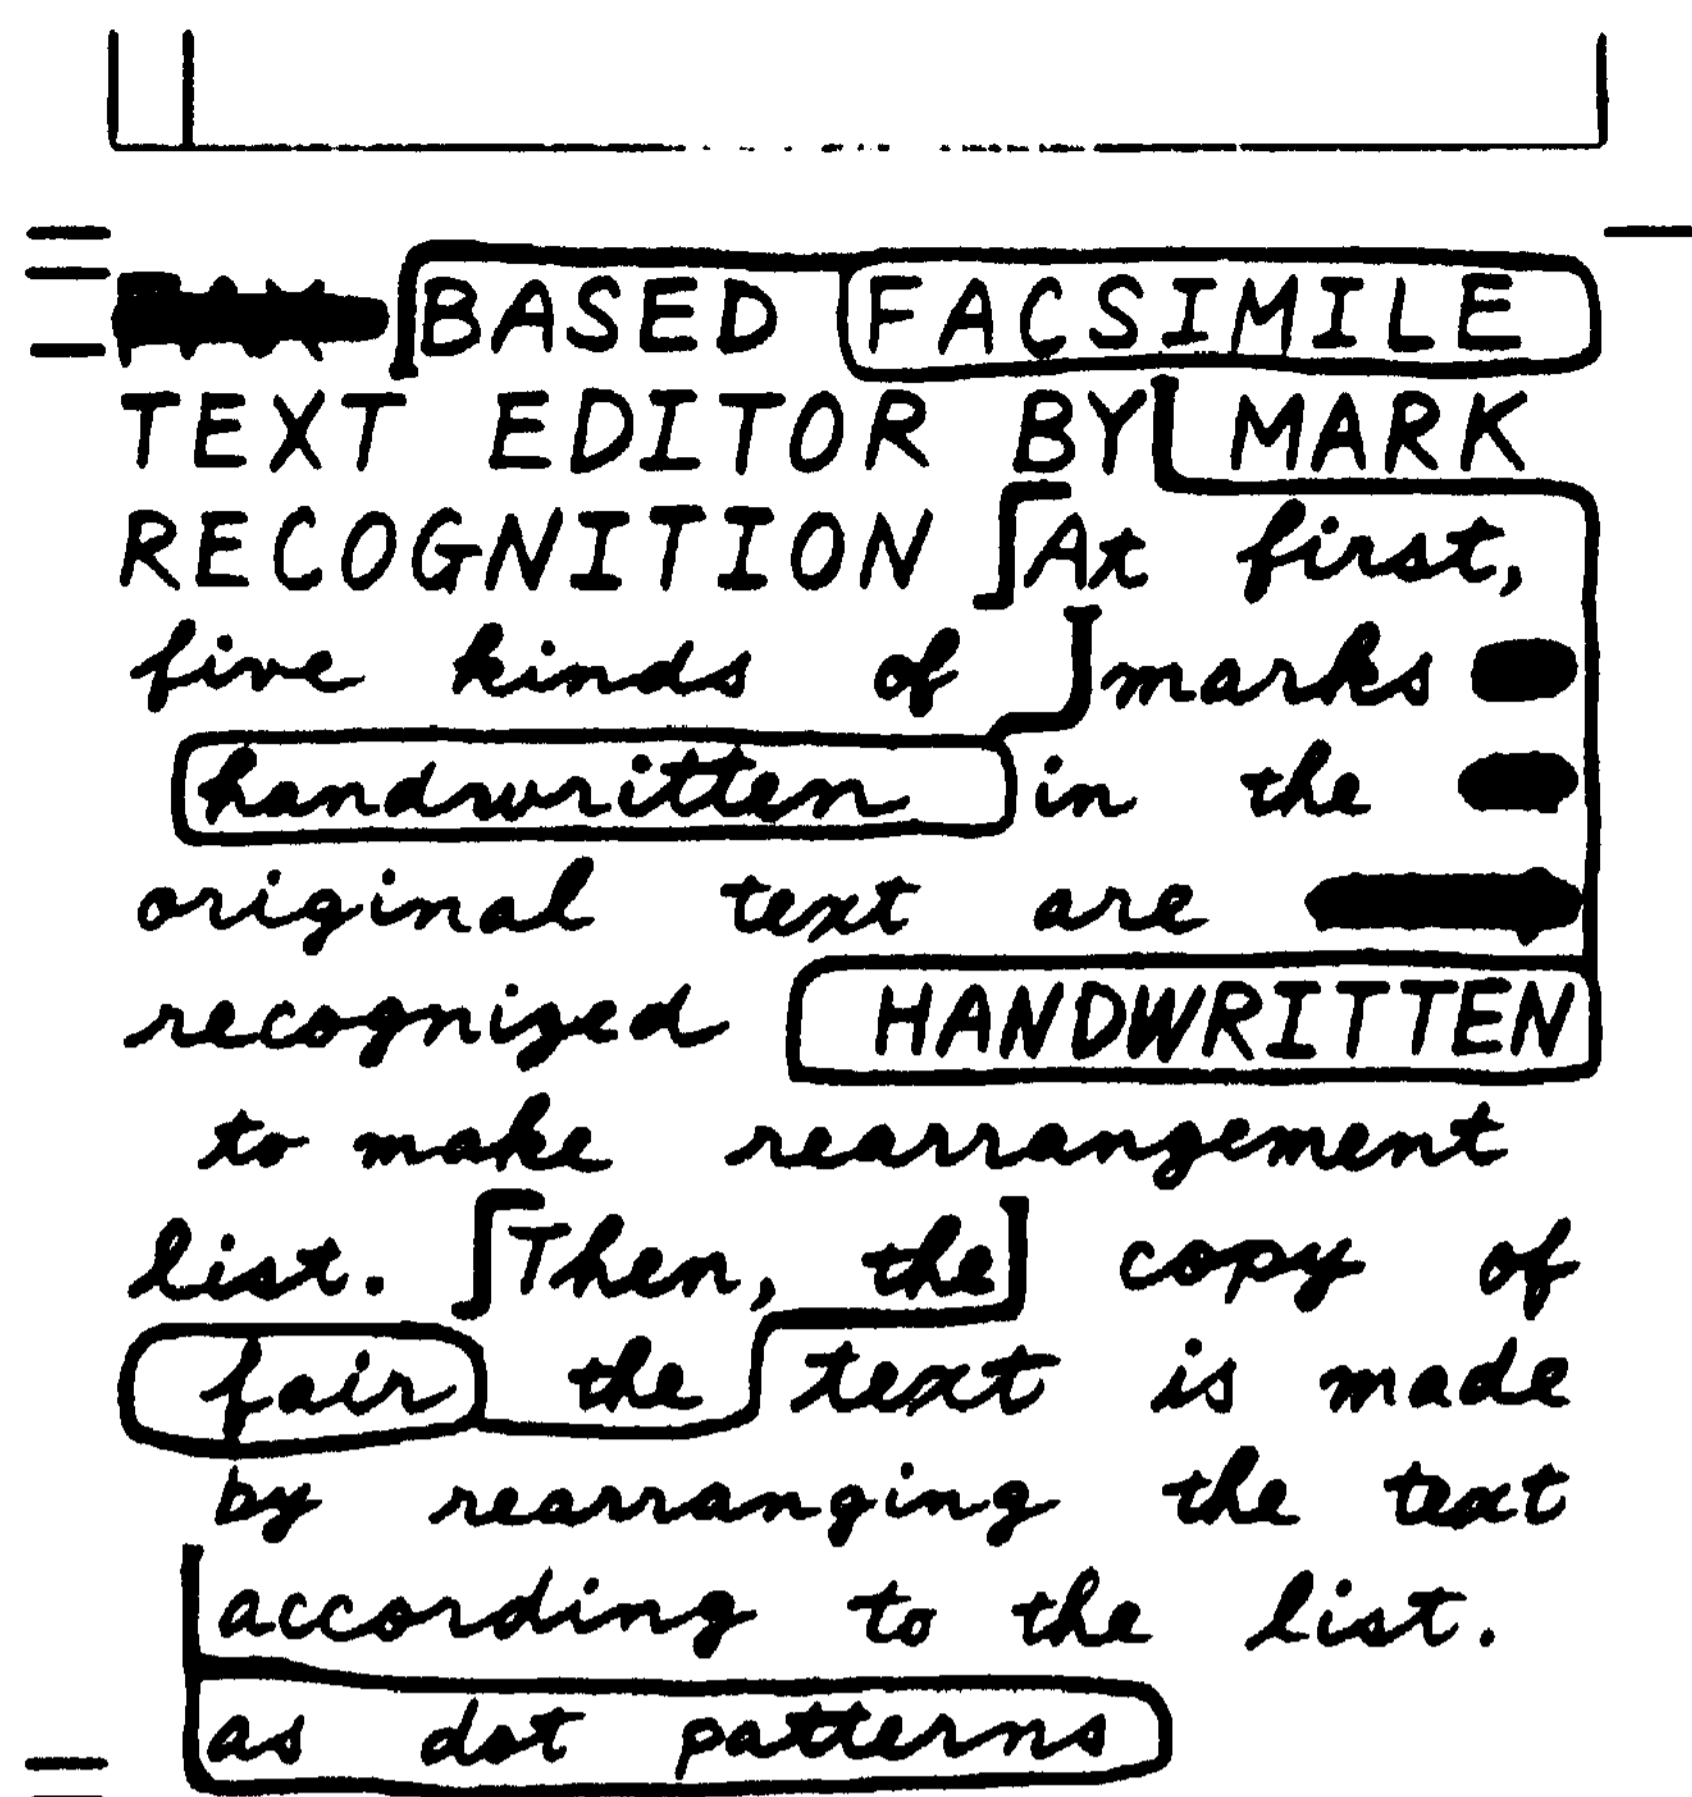 BASED FACSIMILE
TEXT EDITOR BY MARK
RECOGNITION At first,
five kinds of marks
handwritten in the
original text are
recognized HANDWRITTEN
to make rearrangement
list. Then, the copy of
fair the text is made
by rearranging the text
according to the list.
as dot patterns